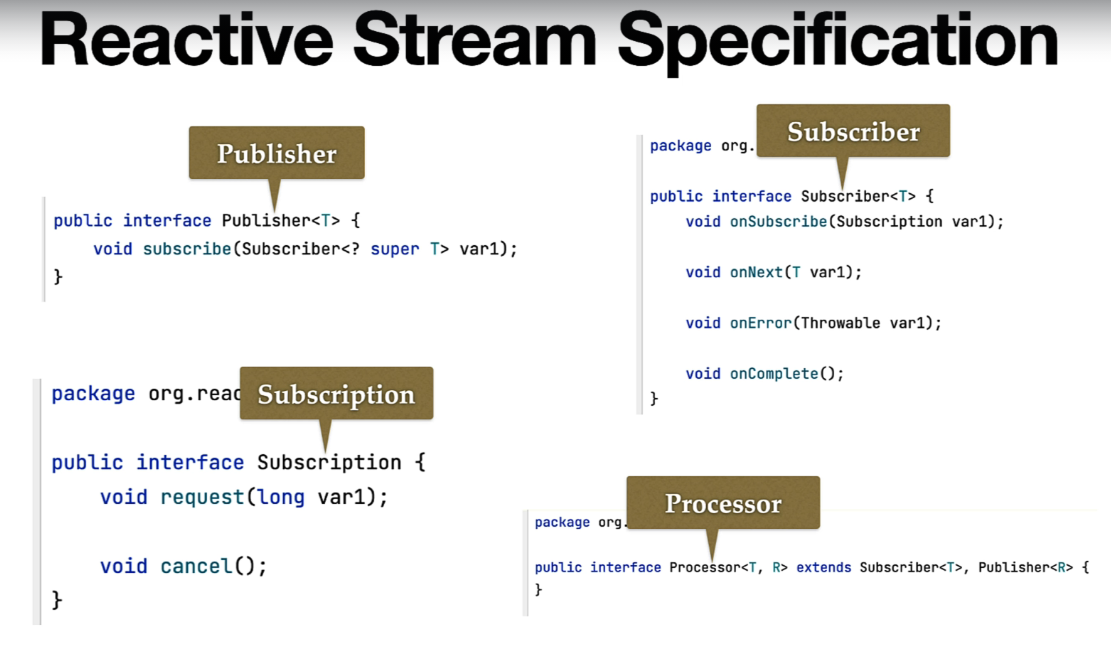 Reactive Stream Specification
Publisher
public interface Publisher<T> {
void subscribe(Subscriber<? super T> var1);
}
Subscriber
package org.
public interface Subscriber<T> {
void onSubscribe(Subscription var1);
void onNext(T var1);
void onError(Throwable var1);
void onComplete();
}
Subscription
package org.reac
public interface Subscription {
void request(long var1);
void cancel();
}
Processor
package org.
public interface Processor<T, R> extends Subscriber<T>, Publisher<R> {
}